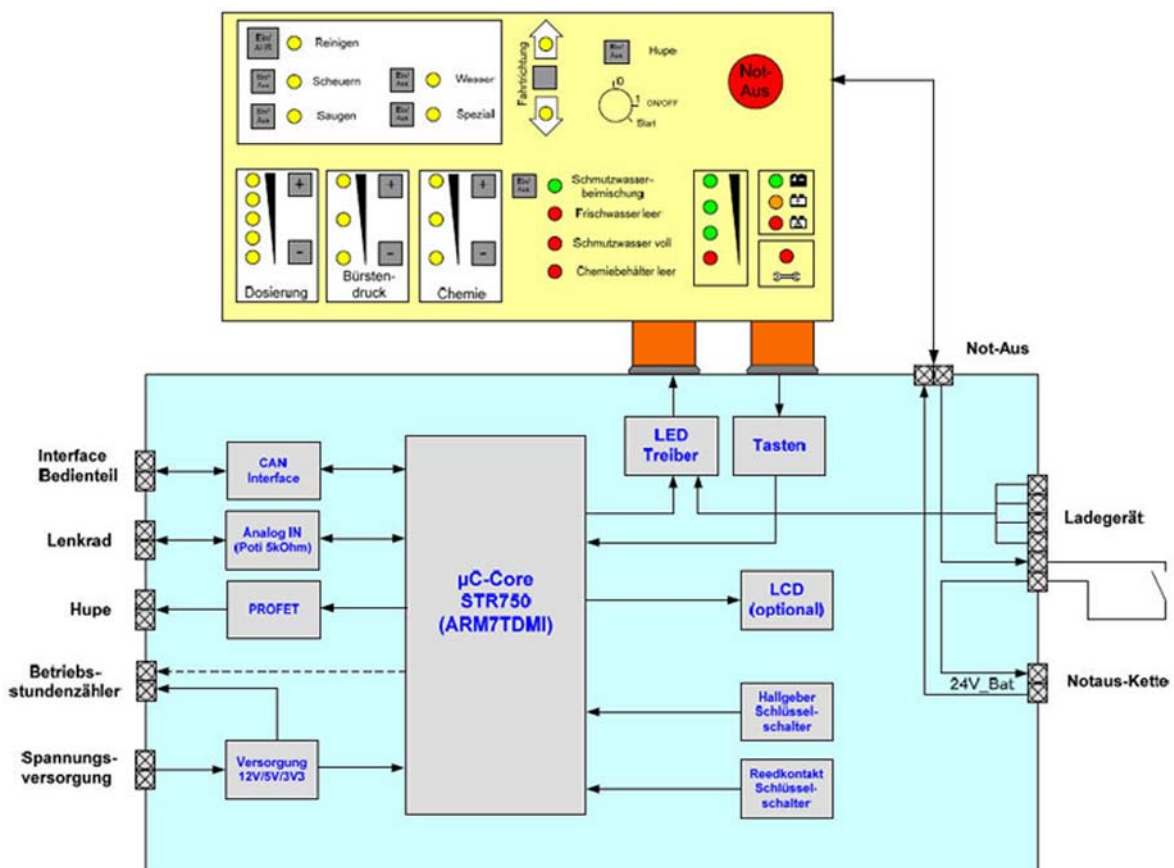 Ein/
AUS
Reinigen
Ein/
Aus
Scheuern
Ein/
Aus
Wesser
Ein/
Aus
Saugen
Ein/
Aus
Spezial
Fahrtrichtung
Ein/
Aus
Hupe
0
1
ON/OFF
Start
Not-
Aus
+
-
Dosierung
+
-
Bürsten-
druck
+
-
Chemie
Ein/
Aus
Schmutzwasser-
beimischung
Frischwasser leer
Schmutzwasser voll
Chemiebehälter leer
Not-Aus
Interface
Bedienteil
CAN
Interface
Lenkrad
Analog IN
(Poti 5kOhm)
Hupe
PROFET
Betriebs-
stundenzähler
Spannungs-
versorgung
Versorgung
12V/5V/3V3
µC-Core
STR750
(ARM7TDMI)
LED
Treiber
Tasten
LCD
(optional)
Hallgeber
Schlüssel-
schalter
Reedkontakt
Schlüssel-
schalter
Ladegerät
24V_Bat
Notaus-Kette